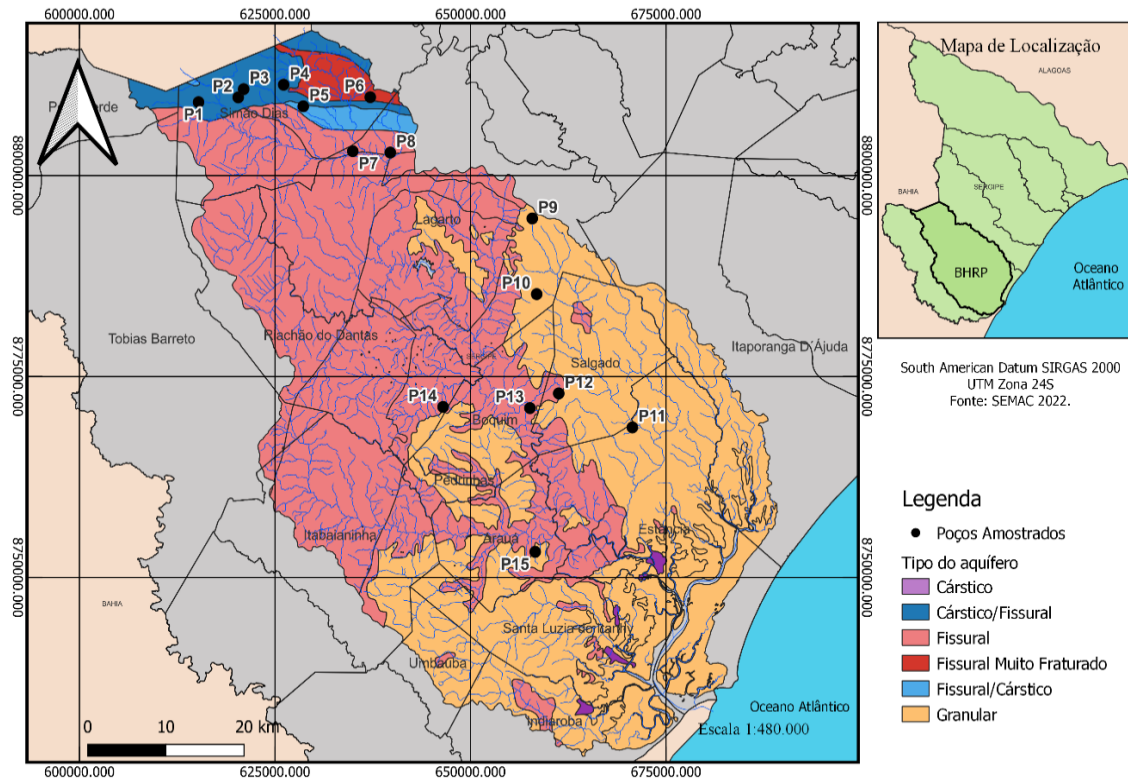 600000.000 625000.000 650000.000 675000.000
Mapa de Localização
ALAGOAS
BAHIA
SERGIPE
BHRP
Oceano
Atlântico
South American Datum SIRGAS 2000
UTM Zona 24S
Fonte: SEMAC 2022.
P1
P2
P3
P4
P5
P6
Simão Dias
P7
P8
8800000.000 8800000.000
P9
Lagarto
P10
Tobias Barreto
Riachão do Dantas
SERGIPE
Salgado
Itaporanga D'Ájuda
8775000.000 8775000.000
P14
P13
P12
P11
Boquim
Pedrinhas
Itabaianinha
Arauá
Estância
P15
8750000.000 8750000.000
BAHIA
Umbaúba
Indiaroba
Oceano Atlântico
Escala 1:480.000
0 10 20 km
600000.000 625000.000 650000.000 675000.000
Legenda
Poços Amostrados
Tipo do aquífero
Cárstico
Cárstico/Fissural
Fissural
Fissural Muito Fraturado
Fissural/Cárstico
Granular